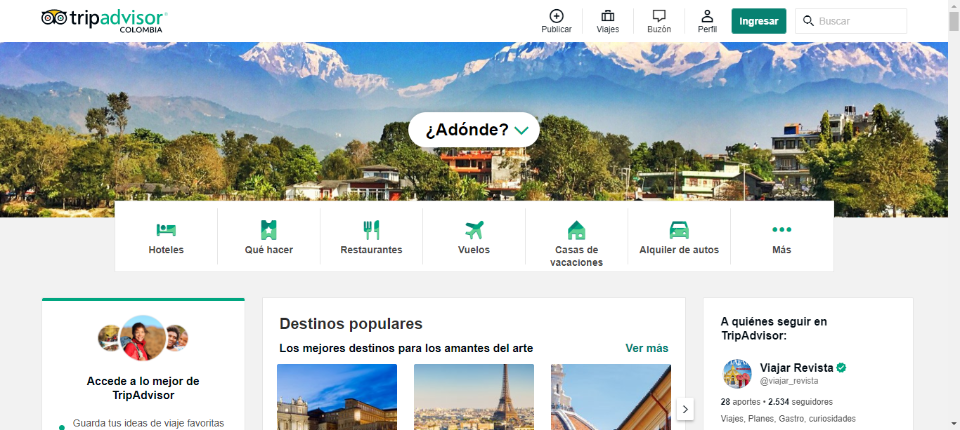 tripadvisor
COLOMBIA
Publicar
Viajes
Buzón
Perfil
Ingresar
Buscar
¿Adónde?
Hoteles
Qué hacer
Restaurantes
Vuelos
Casas de
vacaciones
Alquiler de autos
Más
Accede a lo mejor de
TripAdvisor
Guarda tus ideas de viaje favoritas
Destinos populares
Los mejores destinos para los amantes del arte
Ver más
A quiénes seguir en
TripAdvisor:
Viajar Revista
@viajar_revista
28 aportes • 2.534 seguidores
Viajes, Planes, Gastro, curiosidades